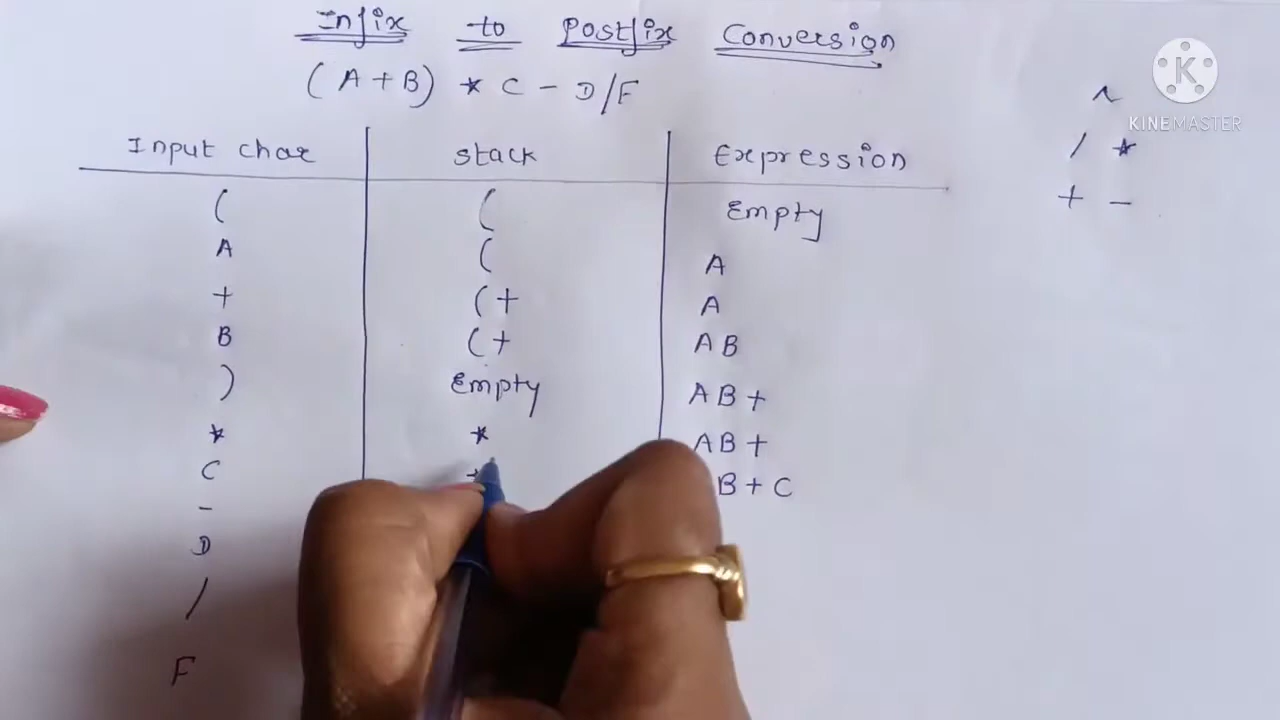 Infix to Postfix Conversion
(A+B) * C - D/F
^
KINEMASTER
/ *
+ -
Input char Stack Expression
( ( Empty
A ( A
+ (+ A
B (+ AB
) Empty AB+
* * AB+
C B+C
-
D
/
F